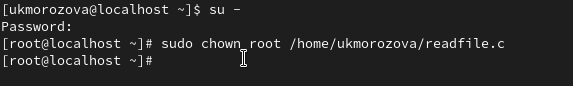 [ukmorozova@localhost ~]$ su -
Password:
[root@localhost ~]# sudo chown root /home/ukmorozova/readfile.c
[root@localhost ~]#